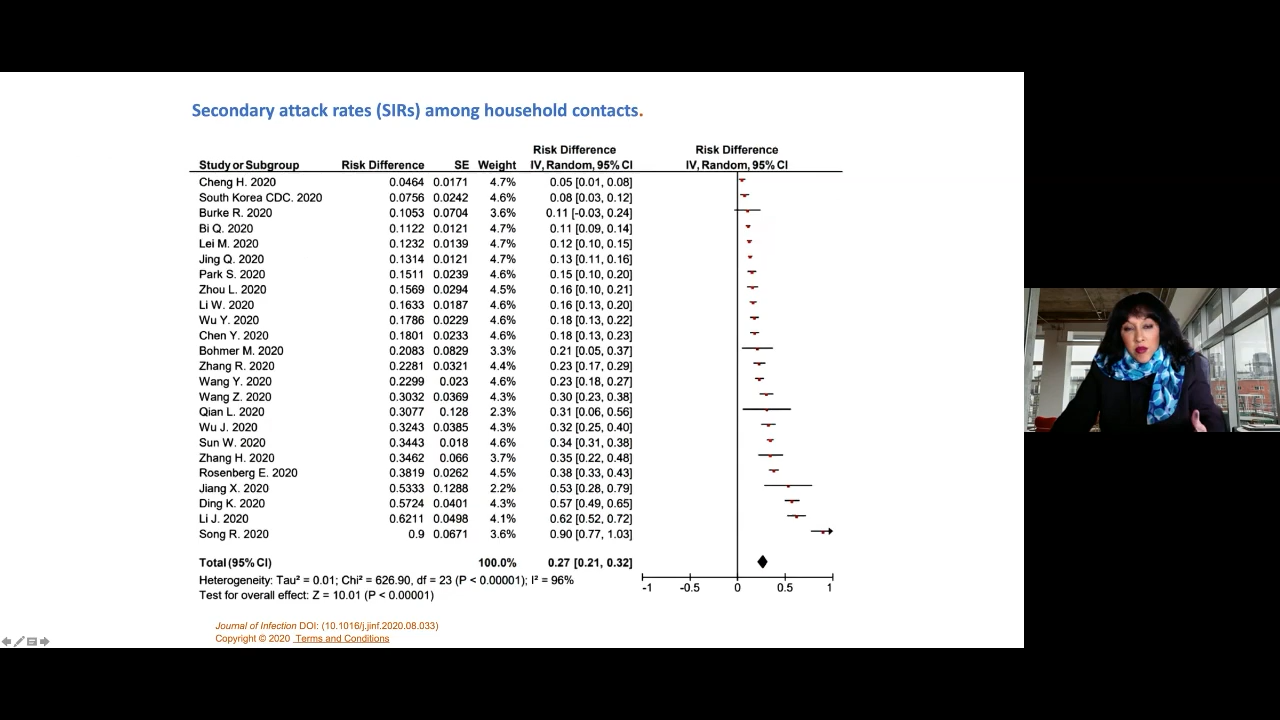 Secondary attack rates (SIRs) among household contacts.
Risk Difference Risk Difference
Study or Subgroup Risk Difference SE Weight IV, Random, 95% CI IV, Random, 95% CI
Cheng H. 2020 0.0464 0.0171 4.7% 0.05 [0.01, 0.08]
South Korea CDC. 2020 0.0756 0.0242 4.6% 0.08 [0.03, 0.12]
Burke R. 2020 0.1053 0.0704 3.6% 0.11 [-0.03, 0.24]
Bi Q. 2020 0.1122 0.0121 4.7% 0.11 [0.09, 0.14]
Lei M. 2020 0.1232 0.0139 4.7% 0.12 [0.10, 0.15]
Jing Q. 2020 0.1314 0.0121 4.7% 0.13 [0.11, 0.16]
Park S. 2020 0.1511 0.0239 4.6% 0.15 [0.10, 0.20]
Zhou L. 2020 0.1569 0.0294 4.5% 0.16 [0.10, 0.21]
Li W. 2020 0.1633 0.0187 4.6% 0.16 [0.13, 0.20]
Wu Y. 2020 0.1786 0.0229 4.6% 0.18 [0.13, 0.22]
Chen Y. 2020 0.1801 0.0233 4.6% 0.18 [0.13, 0.23]
Bohmer M. 2020 0.2083 0.0829 3.3% 0.21 [0.05, 0.37]
Zhang R. 2020 0.2281 0.0321 4.4% 0.23 [0.17, 0.29]
Wang Y. 2020 0.2299 0.023 4.6% 0.23 [0.18, 0.27]
Wang Z. 2020 0.3032 0.0369 4.3% 0.30 [0.23, 0.38]
Qian L. 2020 0.3077 0.128 2.3% 0.31 [0.06, 0.56]
Wu J. 2020 0.3243 0.0385 4.3% 0.32 [0.25, 0.40]
Sun W. 2020 0.3443 0.018 4.6% 0.34 [0.31, 0.38]
Zhang H. 2020 0.3462 0.066 3.7% 0.35 [0.22, 0.48]
Rosenberg E. 2020 0.3819 0.0262 4.5% 0.38 [0.33, 0.43]
Jiang X. 2020 0.5333 0.1288 2.2% 0.53 [0.28, 0.79]
Ding K. 2020 0.5724 0.0401 4.3% 0.57 [0.49, 0.65]
Li J. 2020 0.6211 0.0498 4.1% 0.62 [0.52, 0.72]
Song R. 2020 0.9 0.0671 3.6% 0.90 [0.77, 1.03]
Total (95% CI) 100.0% 0.27 [0.21, 0.32]
Heterogeneity: Tau² = 0.01; Chi² = 626.90, df = 23 (P < 0.00001); I² = 96%
-1 -0.5 0 0.5 1
Test for overall effect: Z = 10.01 (P < 0.00001)
Journal of Infection DOI: (10.1016/j.jinf.2020.08.033)
Copyright © 2020 Terms and Conditions